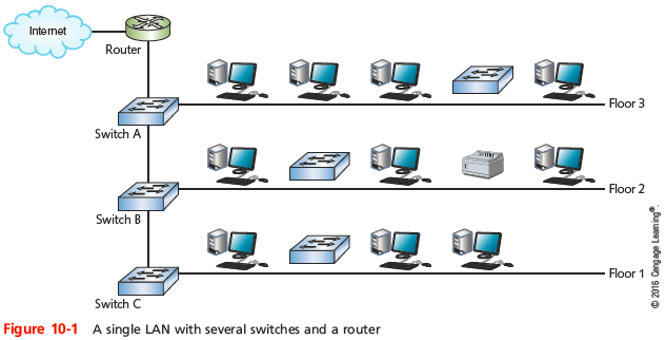 Internet
Router
Floor 3
Switch A
Floor 2
Switch B
Floor 1
Switch C
© 2016 Cengage Learning®.
Figure 10-1 A single LAN with several switches and a router